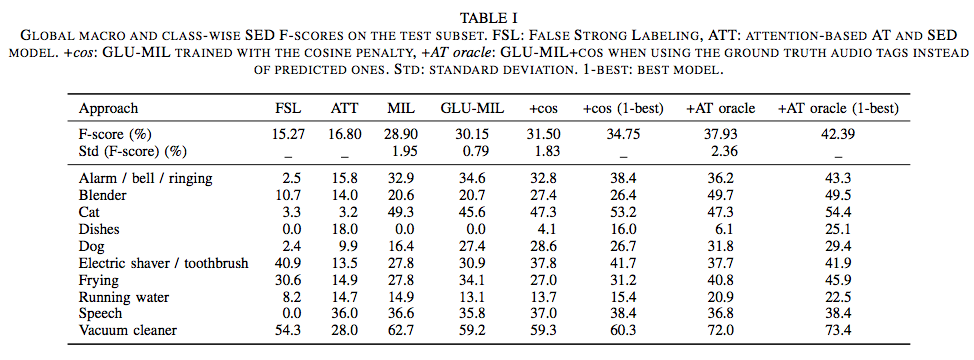 TABLE I
GLOBAL MACRO AND CLASS-WISE SED F-SCORES ON THE TEST SUBSET. FSL: FALSE STRONG LABELING, ATT: ATTENTION-BASED AT AND SED
MODEL. +cos: GLU-MIL TRAINED WITH THE COSINE PENALTY, +AT oracle: GLU-MIL+COS WHEN USING THE GROUND TRUTH AUDIO TAGS INSTEAD
OF PREDICTED ONES. STD: STANDARD DEVIATION. 1-BEST: BEST MODEL.
Approach FSL ATT MIL GLU-MIL +cos +cos (1-best) +AT oracle +AT oracle (1-best)
F-score (%) 15.27 16.80 28.90 30.15 31.50 34.75 37.93 42.39
Std (F-score) (%) – – 1.95 0.79 1.83 – 2.36 –
Alarm / bell / ringing 2.5 15.8 32.9 34.6 32.8 38.4 36.2 43.3
Blender 10.7 14.0 20.6 20.7 27.4 26.4 49.7 49.5
Cat 3.3 3.2 49.3 45.6 47.3 53.2 47.3 54.4
Dishes 0.0 18.0 0.0 0.0 4.1 16.0 6.1 25.1
Dog 2.4 9.9 16.4 27.4 28.6 26.7 31.8 29.4
Electric shaver / toothbrush 40.9 13.5 27.8 30.9 37.8 41.7 37.7 41.9
Frying 30.6 14.9 27.8 34.1 27.0 31.2 40.8 45.9
Running water 8.2 14.7 14.9 13.1 13.7 15.4 20.9 22.5
Speech 0.0 36.0 36.6 35.8 37.0 38.4 36.8 38.4
Vacuum cleaner 54.3 28.0 62.7 59.2 59.3 60.3 72.0 73.4